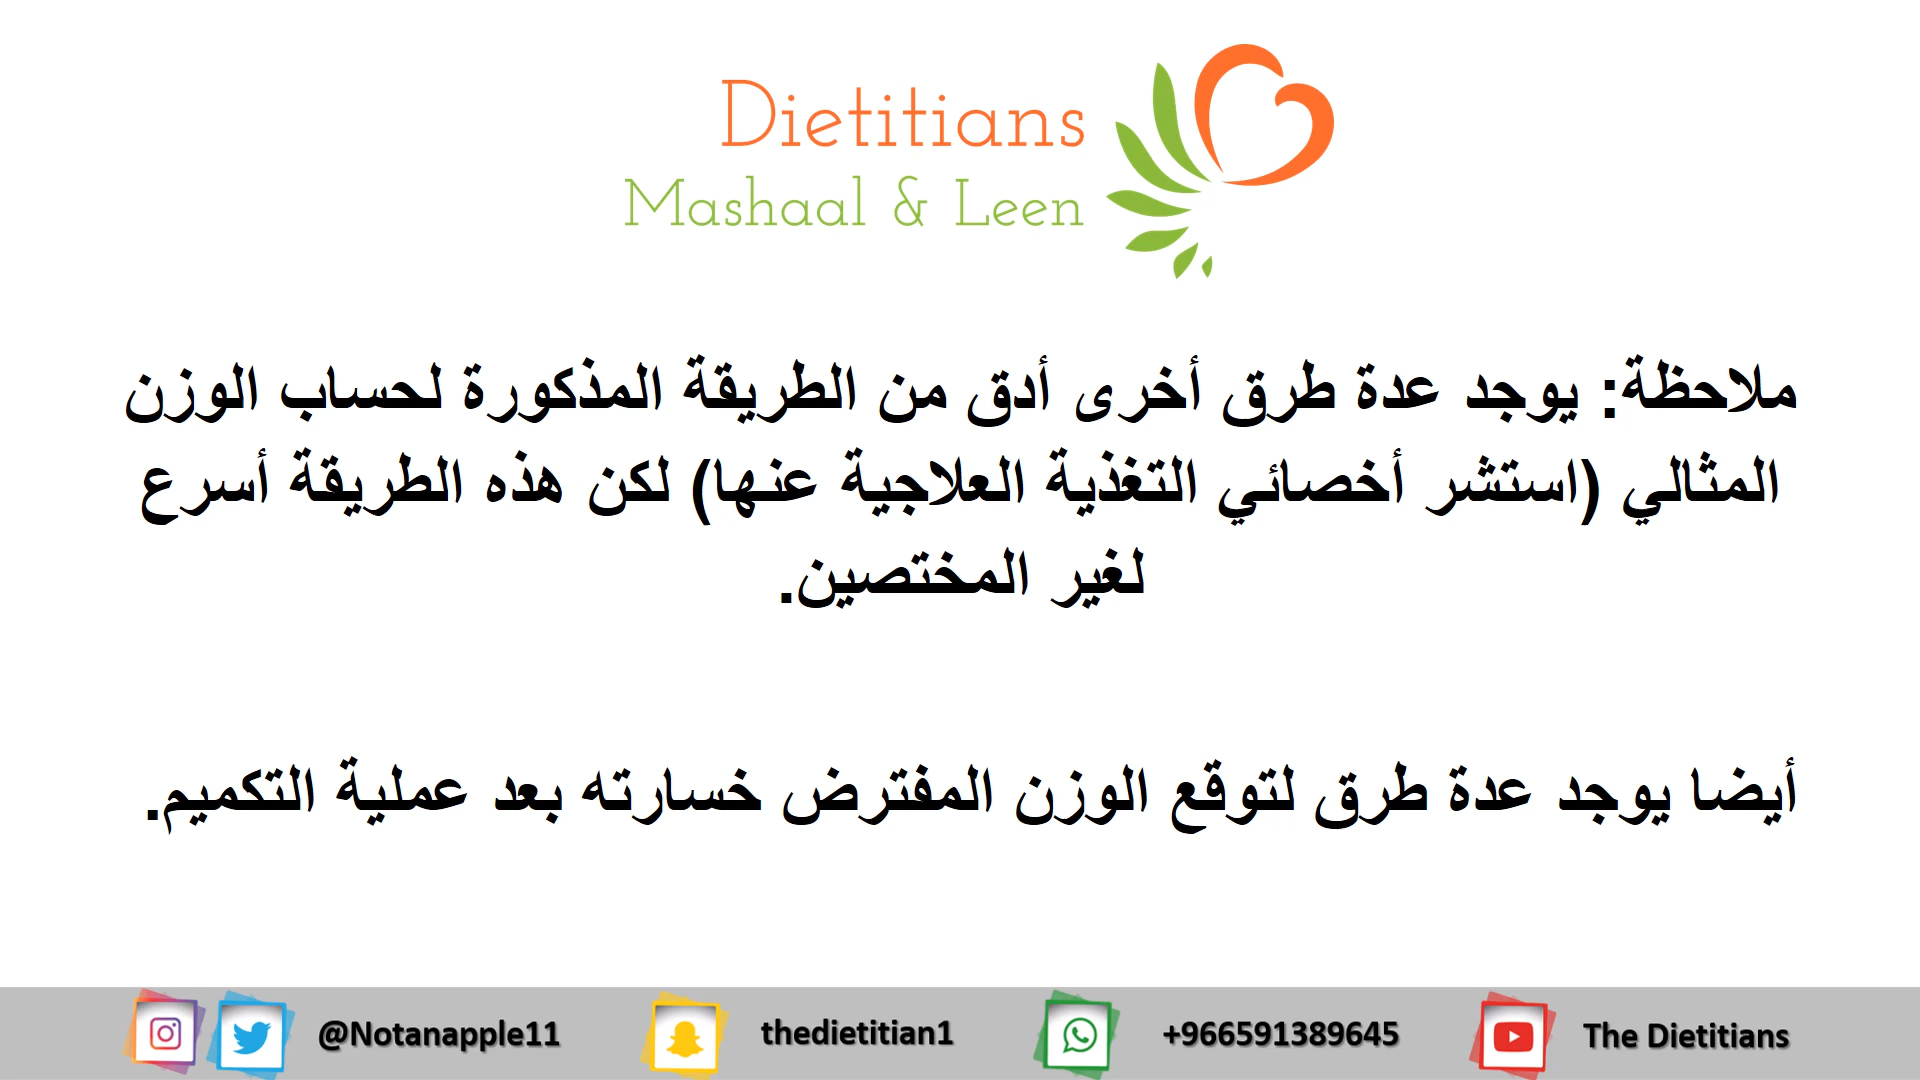 Dietitians
Mashaal & Leen
ملاحظة: يوجد عدة طرق أخرى أدق من الطريقة المذكورة لحساب الوزن
المثالي (استشر أخصائي التغذية العلاجية عنها) لكن هذه الطريقة أسرع
لغير المختصين.
أيضا يوجد عدة طرق لتوقع الوزن المفترض خسارته بعد عملية التكميم.
@Notanapple11 thedietitian1 +966591389645 The Dietitians